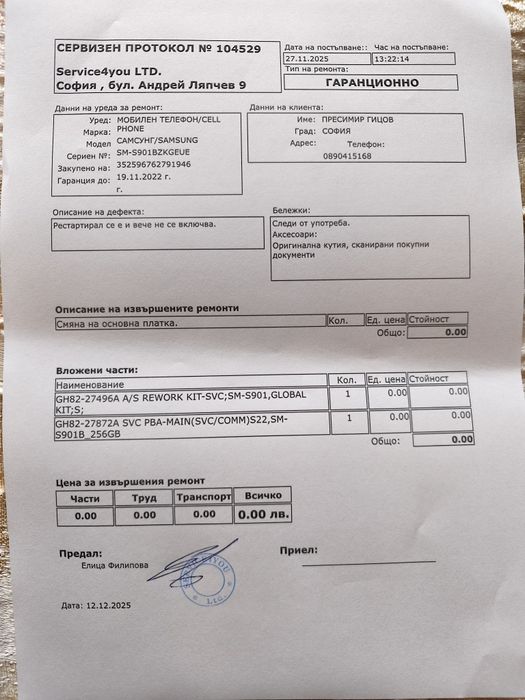 СЕРВИЗЕН ПРОТОКОЛ № 104529
Service4you LTD.
София , бул. Андрей Ляпчев 9
Дата на постъпване:: Час на постъпване:
27.11.2025 13:22:14
Тип на ремонта:
ГАРАНЦИОННО
Данни на уреда за ремонт:
Уред: МОБИЛЕН ТЕЛЕФОН/CELL
PHONE
Марка:
САМСУНГ/SAMSUNG
Модел
SM-S901BZKGEUE
Сериен №:
352596762791946
Закупено на:
19.11.2022 г.
Гаранция до:
г.
Данни на клиента:
Име: ПРЕСИМИР ГИЦОВ
Град: СОФИЯ
Адрес: Телефон:
0890415168
Описание на дефекта:
Рестартирал се е и вече не се включва.
Бележки:
Следи от употреба.
Аксесоари:
Оригинална кутия, сканирани покупни
документи
Описание на извършените ремонти
Смяна на основна платка. Кол. Ед. цена Стойност
Общо: 0.00
Вложени части:
Наименование Кол. Ед. цена Стойност
GH82-27496A A/S REWORK KIT-SVC;SM-S901,GLOBAL
KIT;S; 1 0.00 0.00
GH82-27872A SVC PBA-MAIN(SVC/COMM)S22,SM-
S901B_256GB 1 0.00 0.00
Общо: 0.00
Цена за извършения ремонт
Части Труд Транспорт Всичко
0.00 0.00 0.00 0.00 лв.
Предал: Приел:
Елица Филипова
Дата: 12.12.2025